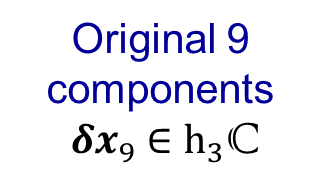 Original 9
components
δx₉ ∈ h₃ℂ